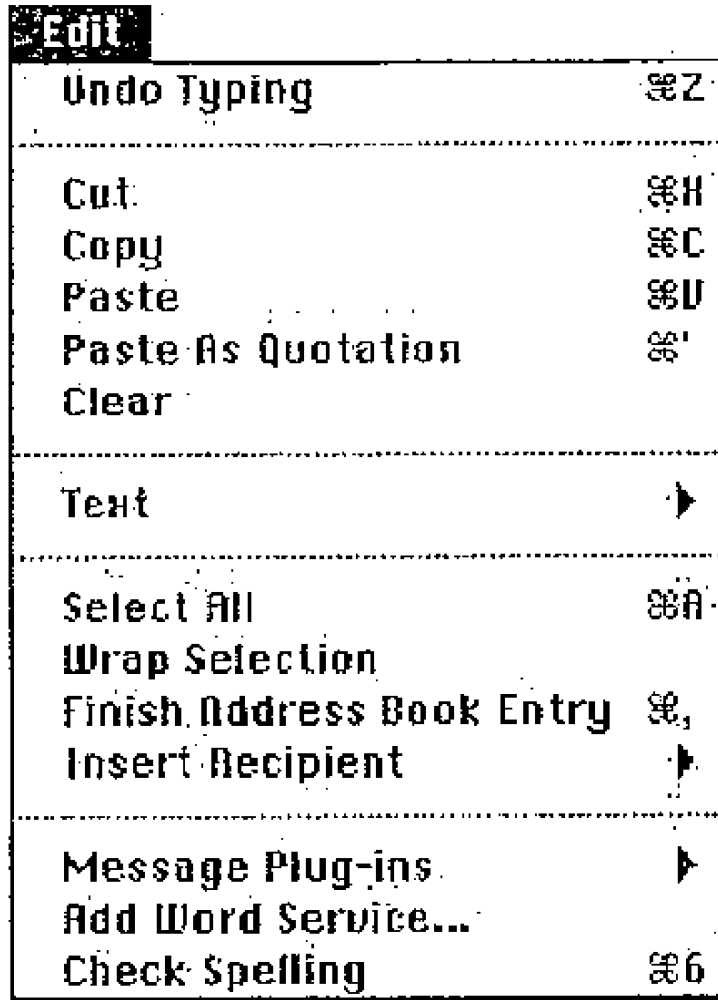 Edit
Undo Typing ⌘Z
Cut ⌘X
Copy ⌘C
Paste ⌘V
Paste As Quotation ⌘'
Clear
Text ▶
Select All ⌘A
Wrap Selection
Finish Address Book Entry ⌘,
Insert Recipient ▶
Message Plug-ins ▶
Add Word Service...
Check Spelling ⌘6